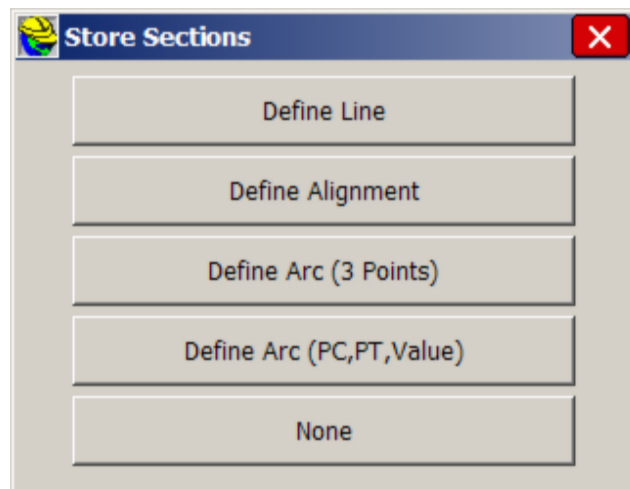 Store Sections
Define Line
Define Alignment
Define Arc (3 Points)
Define Arc (PC,PT,Value)
None